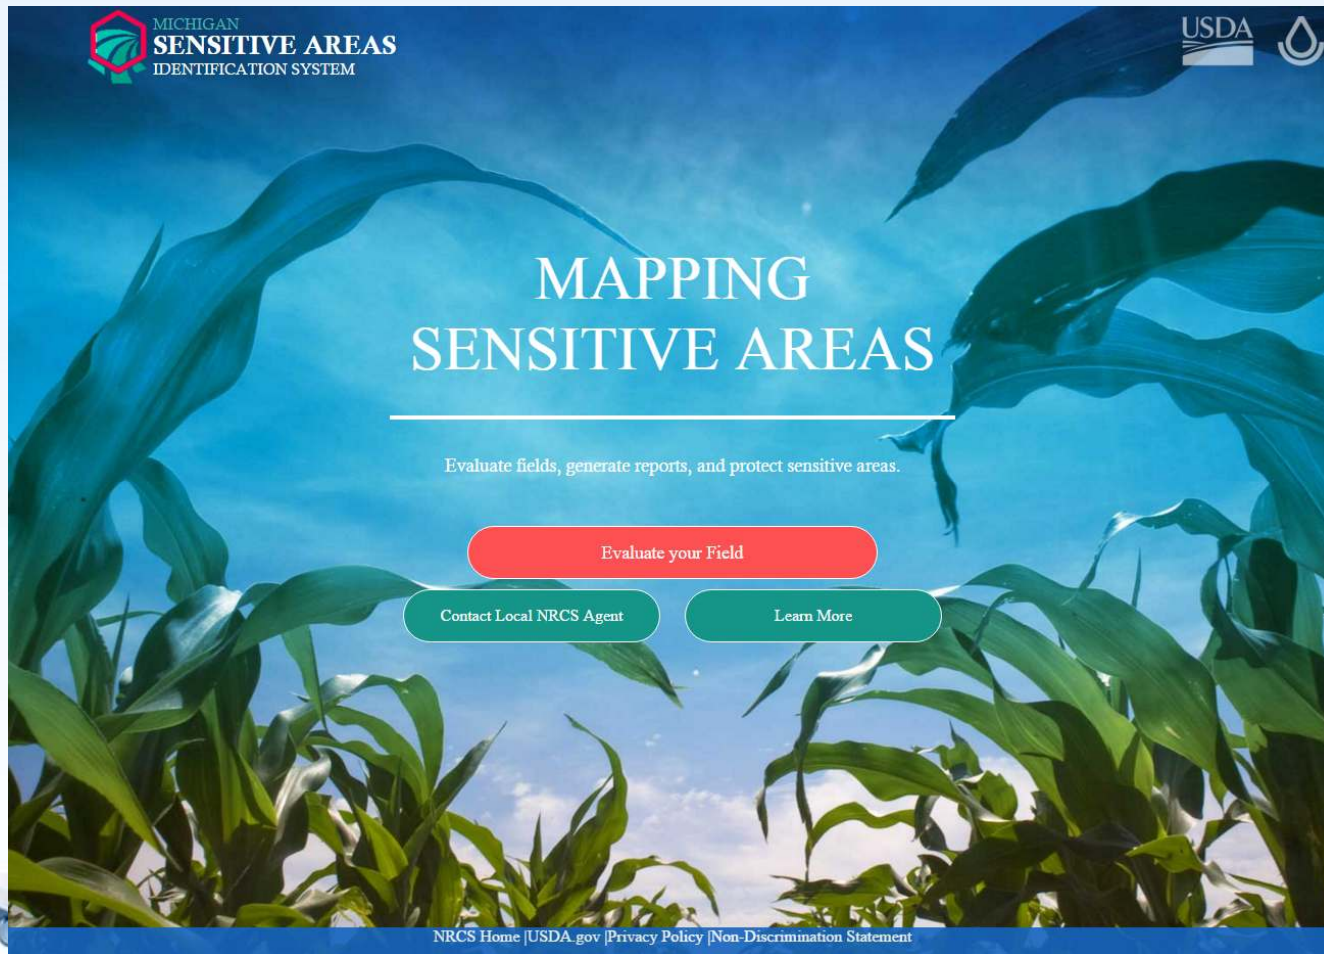 MICHIGAN
SENSITIVE AREAS
IDENTIFICATION SYSTEM
USDA
MAPPING
SENSITIVE AREAS
Evaluate fields, generate reports, and protect sensitive areas.
Evaluate your Field
Contact Local NRCS Agent
Learn More
NRCS Home |USDA.gov |Privacy Policy |Non-Discrimination Statement